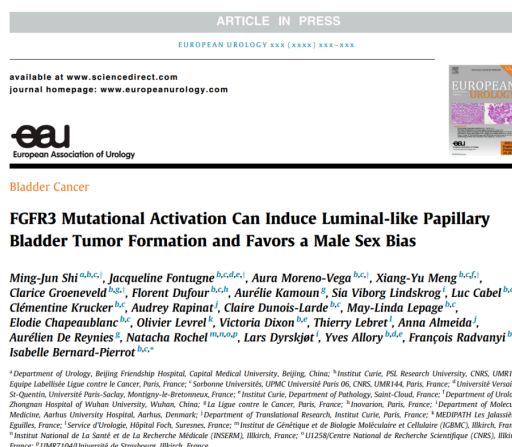 ARTICLE IN PRESS
EUROPEAN UROLOGY xxx (xxxx) xxx–xxx
available at www.sciencedirect.com
journal homepage: www.europeanurology.com
EUROPEAN
UROLOGY
eau
eau
European Association of Urology
Bladder Cancer
FGFR3 Mutational Activation Can Induce Luminal-like Papillary
Bladder Tumor Formation and Favors a Male Sex Bias
Ming-Jun Shi a,b,c,†, Jacqueline Fontugne b,c,d,e,†, Aura Moreno-Vega b,c,†, Xiang-Yu Meng b,c,f,†,
Clarice Groeneveld b,g,†, Florent Dufour b,c,h, Aurélie Kamoun g, Sia Viborg Lindskrog i, Luc Cabel b,
Clémentine Krucker b,c, Audrey Rapinat j, Claire Dunois-Larde b,c, May-Linda Lepage b,c,
Elodie Chapeaublanc b,c, Olivier Levrel k, Victoria Dixon b,e, Thierry Lebret l, Anna Almeida j,
Aurélien De Reynies g, Natacha Rochel m,n,o,p, Lars Dyrskjøt i, Yves Allory b,d,e, François Radvanyi b
Isabelle Bernard-Pierrot b,c,*
a Department of Urology, Beijing Friendship Hospital, Capital Medical University, Beijing, China; b Institut Curie, PSL Research University, CNRS, UMR1
Equipe Labellisée Ligue contre le Cancer, Paris, France; c Sorbonne Universités, UPMC Université Paris 06, CNRS, UMR144, Paris, France; d Université Versai
St-Quentin, Université Paris-Saclay, Montigny-le-Bretonneux, France; e Institut Curie, Department of Pathology, Saint-Cloud, France; f Department of Urolo
Zhongnan Hospital of Wuhan University, Wuhan, China; g La Ligue contre le Cancer, Paris, France; h Inovarion, Paris, France; i Department of Molecu
Medicine, Aarhus University Hospital, Aarhus, Denmark; j Department of Translational Research, Institut Curie, Paris, France; k MEDIPATH Les Jalassiè
Eguilles, France; l Service d'Urologie, Hôpital Foch, Suresnes, France; m Institut de Génétique et de Biologie Moléculaire et Cellulaire (IGBMC), Illkirch, Fran
n Institut National de La Santé et de La Recherche Médicale (INSERM), Illkirch, France; o U1258/Centre National de Recherche Scientifique (CNRS), Illki
France; p UMR7104/Université de Strasbourg, Illkirch, France